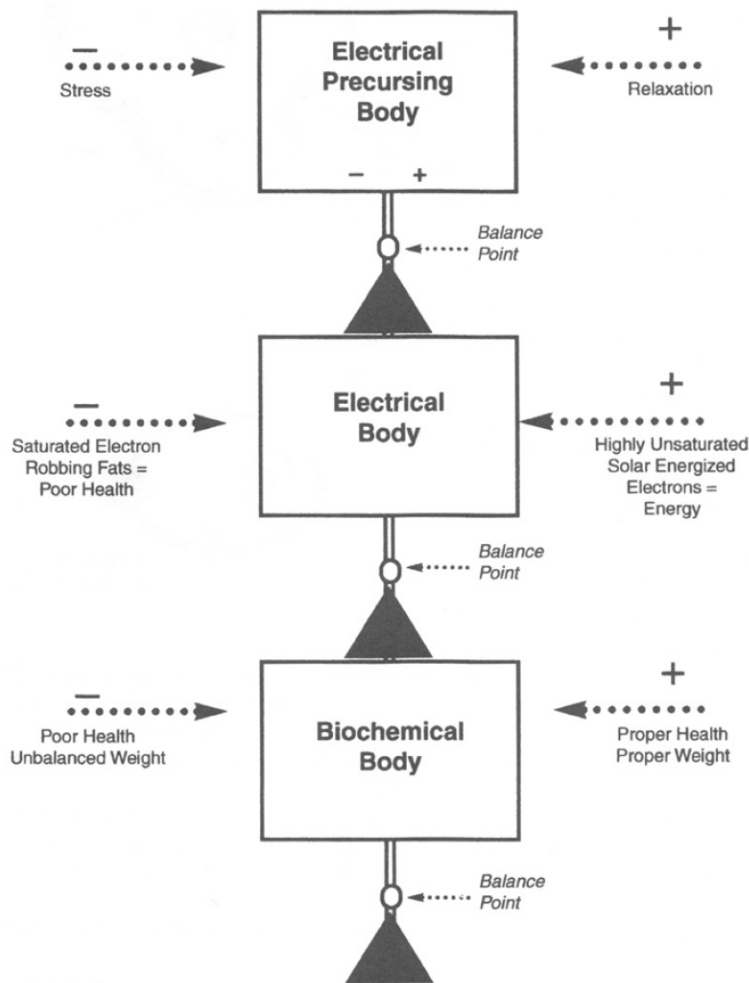 −
Stress
Electrical
Precursing
Body
− +
+
Relaxation
Balance
Point
−
Saturated Electron
Robbing Fats =
Poor Health
Electrical
Body
+
Highly Unsaturated
Solar Energized
Electrons =
Energy
Balance
Point
−
Poor Health
Unbalanced Weight
Biochemical
Body
+
Proper Health
Proper Weight
Balance
Point